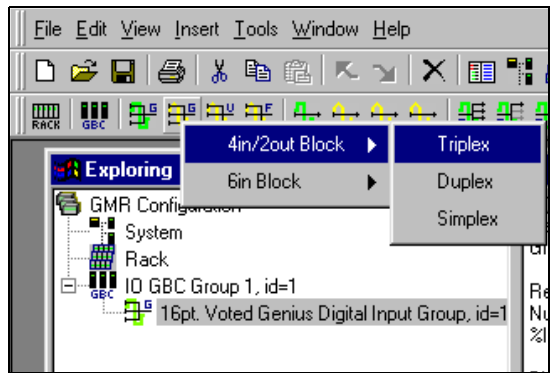 File Edit View Insert Tools Window Help
RACK GBC G G U F
4in/2out Block Triplex
Exploring 6in Block Duplex
GMR Simplex
System
Rack
GBC IO GBC Group 1, id=1
G 16pt. Voted Genius Digital Input Group, id=1
%I